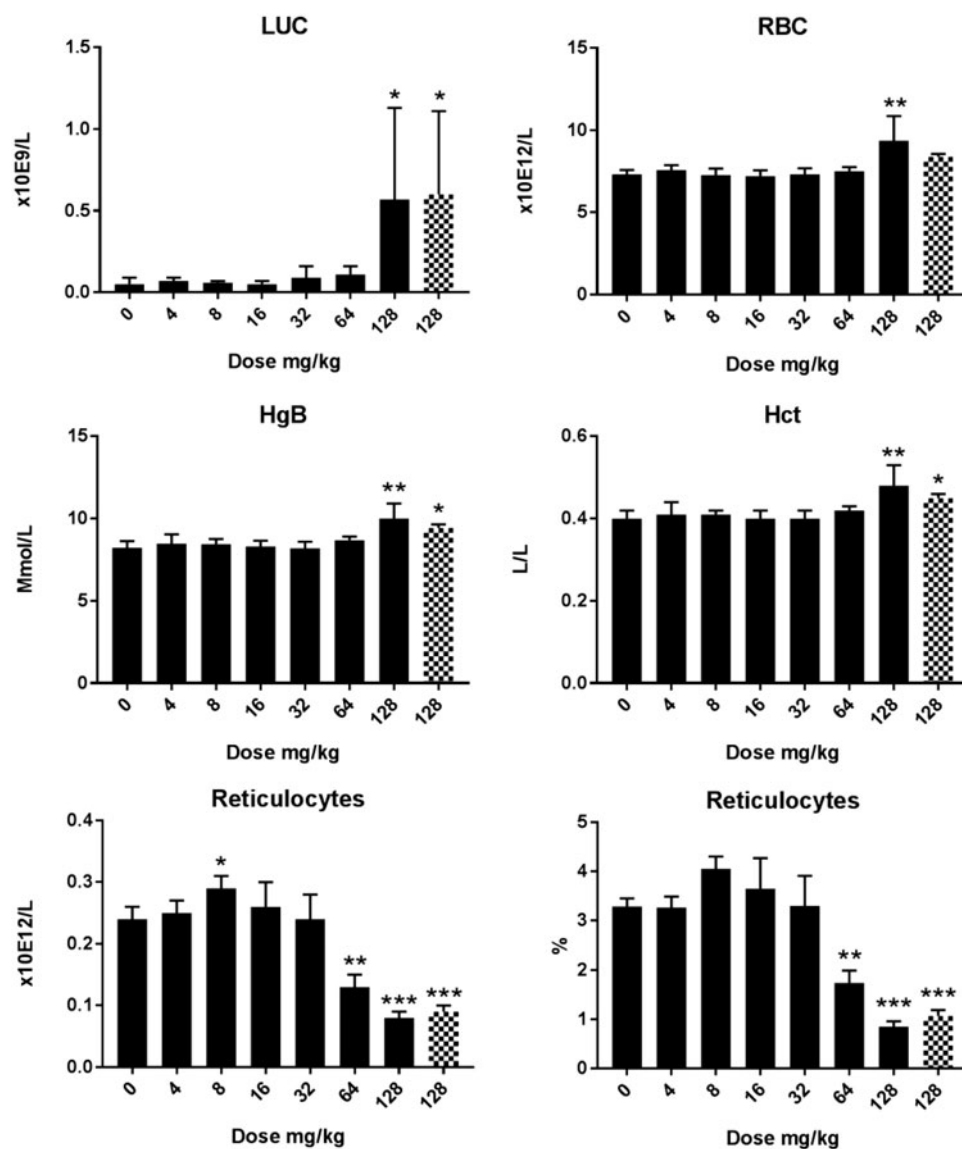 LUC
1.5
1.0
0.5
0.0
x10E9/L
* *
0 4 8 16 32 64 128 128
Dose mg/kg
RBC
15
10
5
0
x10E12/L
**
0 4 8 16 32 64 128 128
Dose mg/kg
HgB
15
10
5
0
Mmol/L
** *
0 4 8 16 32 64 128 128
Dose mg/kg
Hct
0.6
0.4
0.2
0.0
L/L
** *
0 4 8 16 32 64 128 128
Dose mg/kg
Reticulocytes
0.4
0.3
0.2
0.1
0.0
x10E12/L
* ** *** ***
0 4 8 16 32 64 128 128
Dose mg/kg
Reticulocytes
5
4
3
2
1
0
%
** *** ***
0 4 8 16 32 64 128 128
Dose mg/kg